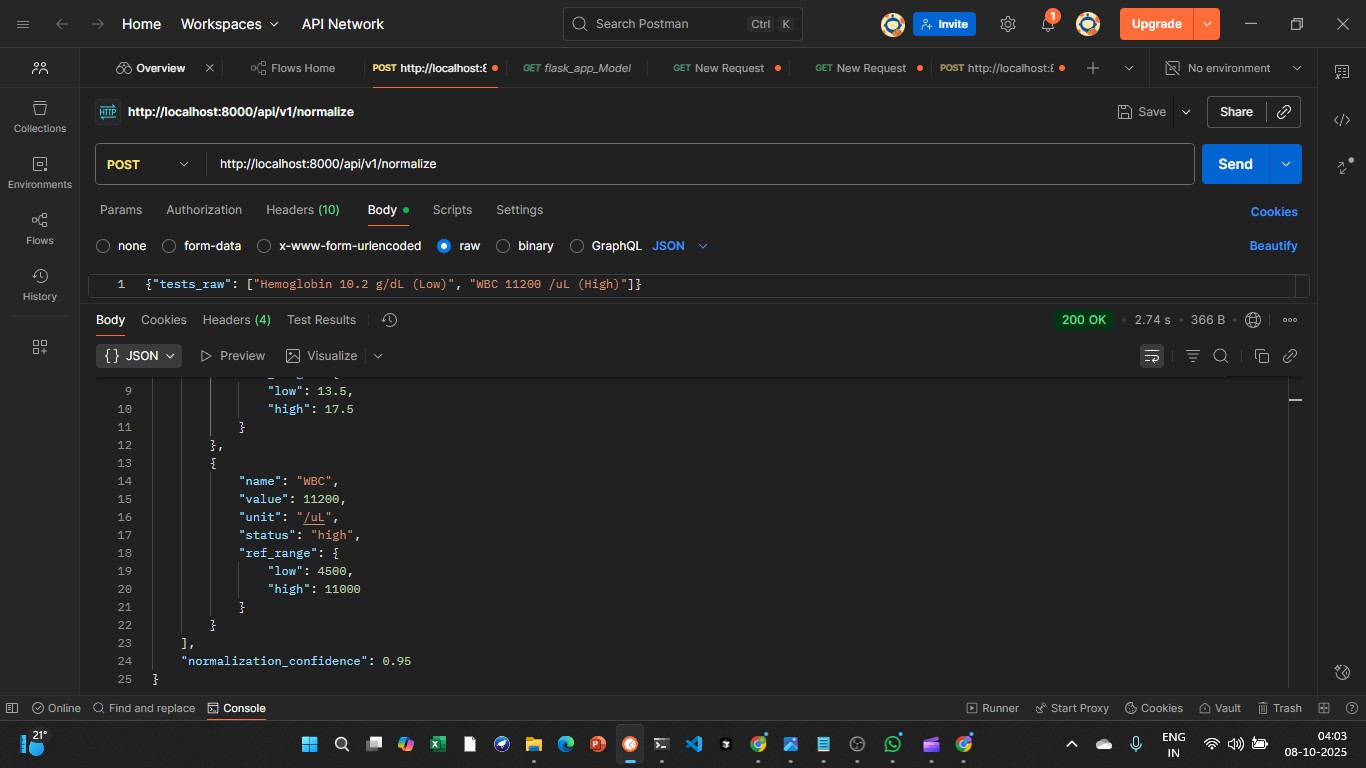 Home Workspaces API Network Search Postman Ctrl K Invite 1 Upgrade
Overview Flows Home POST http://localhost:8 GET flask_app_Model GET New Request GET New Request POST http://localhost:8 No environment
HTTP http://localhost:8000/api/v1/normalize Save Share
Collections
POST http://localhost:8000/api/v1/normalize Send
Environments
Params Authorization Headers (10) Body Scripts Settings Cookies
Flows
none form-data x-www-form-urlencoded raw binary GraphQL JSON Beautify
History
1 {"tests_raw": ["Hemoglobin 10.2 g/dL (Low)", "WBC 11200 /uL (High)"]}
Body Cookies Headers (4) Test Results 200 OK 2.74 s 366 B
{} JSON Preview Visualize
9 "low": 13.5,
10 "high": 17.5
11 }
12 },
13 {
14 "name": "WBC",
15 "value": 11200,
16 "unit": "/uL",
17 "status": "high",
18 "ref_range": {
19 "low": 4500,
20 "high": 11000
21 }
22 }
23 ],
24 "normalization_confidence": 0.95
25 }
Online Find and replace Console Runner Start Proxy Cookies Vault Trash
21° ENG IN 04:03
08-10-2025